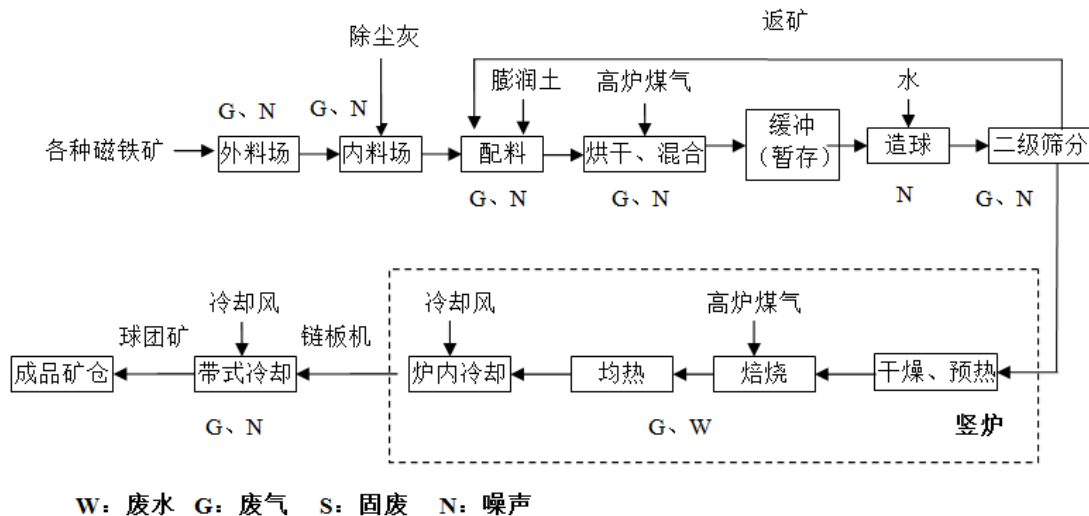 返矿
除尘灰
膨润土
高炉煤气
水
G、N
G、N
各种磁铁矿
外料场
内料场
配料
烘干、混合
缓冲
（暂存）
造球
二级筛分
G、N
G、N
N
G、N
冷却风
冷却风
高炉煤气
球团矿
链板机
成品矿仓
带式冷却
炉内冷却
均热
焙烧
干燥、预热
G、N
G、W
竖炉
W：废水 G：废气 S：固废 N：噪声